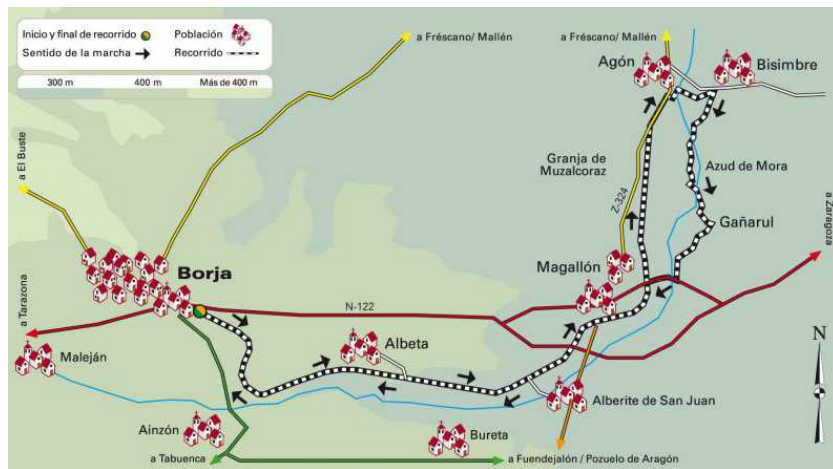 Inicio y final de recorrido
Población
Sentido de la marcha
Recorrido
300 m
400 m
Más de 400 m
a Fréscano/ Mallén
a Fréscano/ Mallén
Agón
Bisimbre
a El Buste
Granja de
Muzalcoraz
Azud de Mora
Z-324
Gañarul
a Zaragoza
Borja
Magallón
a Tarazona
N-122
N
Maleján
Albeta
Alberite de San Juan
Ainzón
Bureta
a Tabuenca
a Fuendejalón / Pozuelo de Aragón